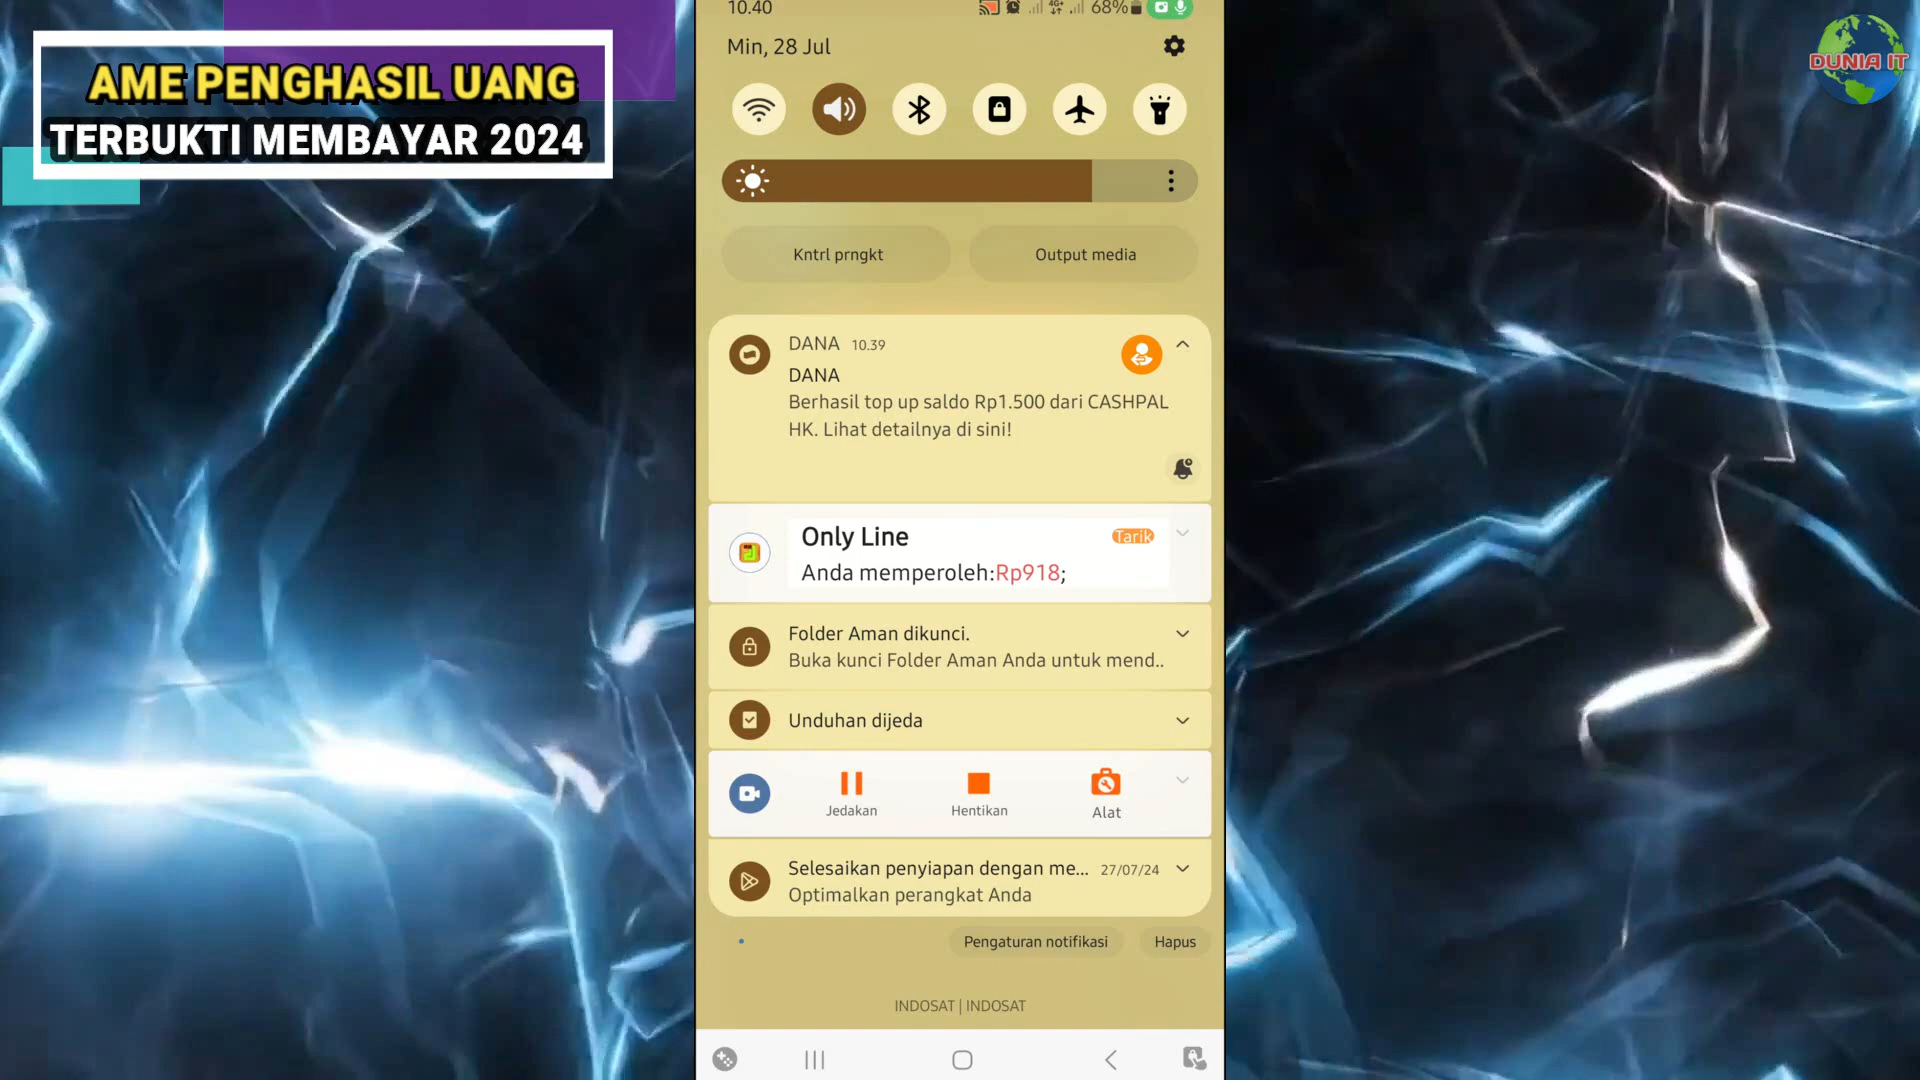 AME PENGHASIL UANG
TERBUKTI MEMBAYAR 2024
DUNIA IT
10.40
4G+
68%
Min, 28 Jul
Kntrl prngkt
Output media
DANA 10.39
DANA
Berhasil top up saldo Rp1.500 dari CASHPAL
HK. Lihat detailnya di sini!
Only Line
Tarik
Anda memperoleh:Rp918;
Folder Aman dikunci.
Buka kunci Folder Aman Anda untuk mend..
Unduhan dijeda
Jedakan
Hentikan
Alat
Selesaikan penyiapan dengan me... 27/07/24
Optimalkan perangkat Anda
Pengaturan notifikasi
Hapus
INDOSAT | INDOSAT